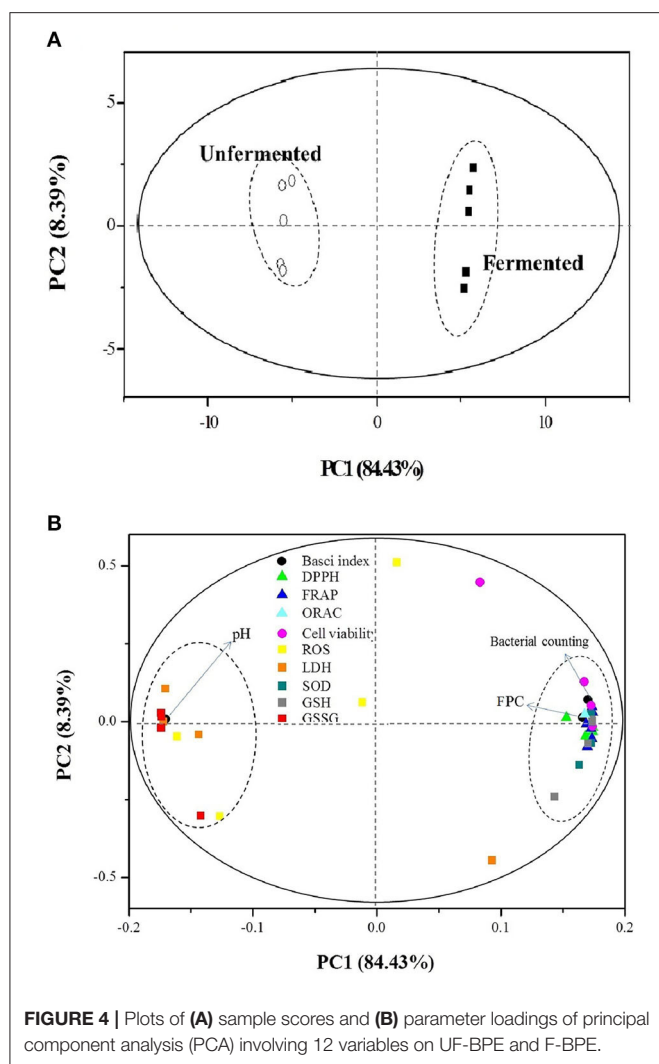 A
5
0
-5
PC2 (8.39%)
Unfermented
Fermented
-10
0
10
PC1 (84.43%)
B
0.5
0.0
-0.5
PC2 (8.39%)
Basci index
DPPH
FRAP
ORAC
Cell viability
ROS
LDH
SOD
GSH
GSSG
pH
Bacterial counting
FPC
-0.2
-0.1
0.0
0.1
0.2
PC1 (84.43%)
FIGURE 4 | Plots of (A) sample scores and (B) parameter loadings of principal
component analysis (PCA) involving 12 variables on UF-BPE and F-BPE.